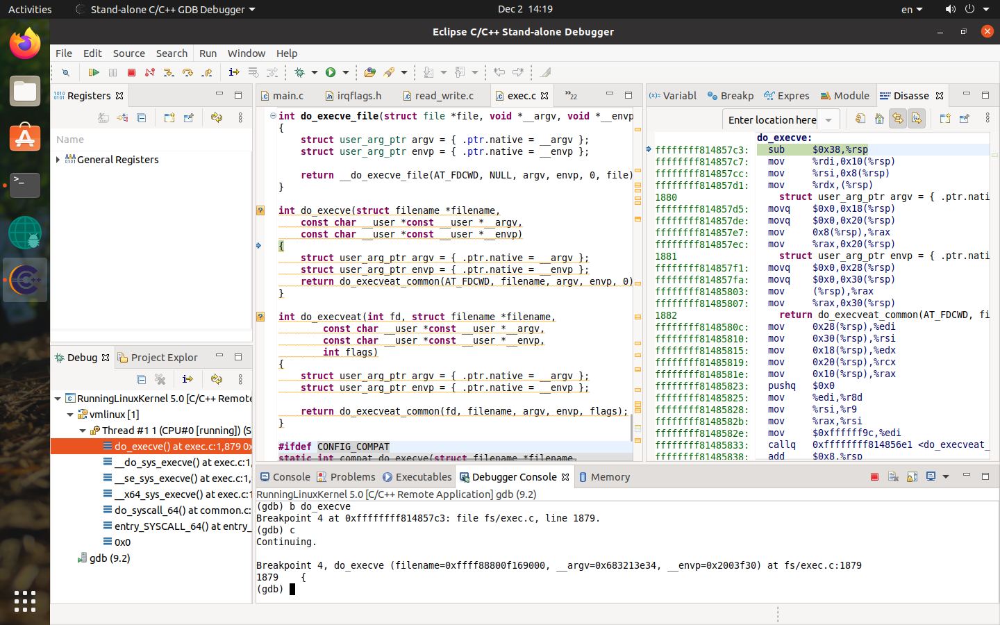 Activities
Stand-alone C/C++ GDB Debugger
Dec 2 14:19
en
Eclipse C/C++ Stand-alone Debugger
File Edit Source Search Run Window Help
Registers
Name
General Registers
Debug
Project Explor
RunningLinuxKernel 5.0 [C/C++ Remote
vmlinux [1]
Thread #1 1 (CPU#0 [running]) (S
do_execve() at exec.c:1,879 0x
__do_sys_execve() at exec.c:1,
__se_sys_execve() at exec.c:1,
__x64_sys_execve() at exec.c:1
do_syscall_64() at common.c:
entry_SYSCALL_64() at entry_
0x0
gdb (9.2)
main.c
irqflags.h
read_write.c
exec.c
»22
int do_execve_file(struct file *file, void *__argv, void *__envp
{
    struct user_arg_ptr argv = { .ptr.native = __argv };
    struct user_arg_ptr envp = { .ptr.native = __envp };
    return __do_execve_file(AT_FDCWD, NULL, argv, envp, 0, file)
}
int do_execve(struct filename *filename,
    const char __user *const __user *__argv,
    const char __user *const __user *__envp)
{
    struct user_arg_ptr argv = { .ptr.native = __argv };
    struct user_arg_ptr envp = { .ptr.native = __envp };
    return do_execveat_common(AT_FDCWD, filename, argv, envp, 0)
}
int do_execveat(int fd, struct filename *filename,
        const char __user *const __user *__argv,
        const char __user *const __user *__envp,
        int flags)
{
    struct user_arg_ptr argv = { .ptr.native = __argv };
    struct user_arg_ptr envp = { .ptr.native = __envp };
    return do_execveat_common(fd, filename, argv, envp, flags);
}
#ifdef CONFIG_COMPAT
static int compat_do_execve(struct filename *filename,
Variabl
Breakp
Expres
Module
Disasse
Enter location here
do_execve:
ffffffff814857c3: sub $0x38,%rsp
ffffffff814857c7: mov %rdi,0x10(%rsp)
ffffffff814857cc: mov %rsi,0x8(%rsp)
ffffffff814857d1: mov %rdx,(%rsp)
1880 struct user_arg_ptr argv = { .ptr.nati
ffffffff814857d5: movq $0x0,0x18(%rsp)
ffffffff814857de: movq $0x0,0x20(%rsp)
ffffffff814857e7: mov 0x8(%rsp),%rax
ffffffff814857ec: mov %rax,0x20(%rsp)
1881 struct user_arg_ptr envp = { .ptr.nati
ffffffff814857f1: movq $0x0,0x28(%rsp)
ffffffff814857fa: movq $0x0,0x30(%rsp)
ffffffff81485803: mov (%rsp),%rax
ffffffff81485807: mov %rax,0x30(%rsp)
1882 return do_execveat_common(AT_FDCWD, fi
ffffffff8148580c: mov 0x28(%rsp),%edi
ffffffff81485810: mov 0x30(%rsp),%rsi
ffffffff81485815: mov 0x18(%rsp),%edx
ffffffff81485819: mov 0x20(%rsp),%rcx
ffffffff8148581e: mov 0x10(%rsp),%rax
ffffffff81485823: pushq $0x0
ffffffff81485825: mov %edi,%r8d
ffffffff81485828: mov %rsi,%r9
ffffffff8148582b: mov %rax,%rsi
ffffffff8148582e: mov $0xffffff9c,%edi
ffffffff81485833: callq 0xffffffff814856e1 <do_execveat_
ffffffff81485838: add $0x8,%rsp
Console
Problems
Executables
Debugger Console
Memory
RunningLinuxKernel 5.0 [C/C++ Remote Application] gdb (9.2)
(gdb) b do_execve
Breakpoint 4 at 0xffffffff814857c3: file fs/exec.c, line 1879.
(gdb) c
Continuing.
Breakpoint 4, do_execve (filename=0xffff88800f169000, __argv=0x683213e34, __envp=0x2003f30) at fs/exec.c:1879
1879    {
(gdb)